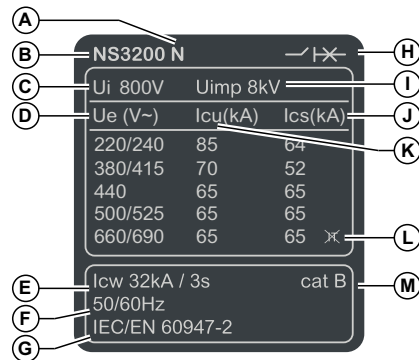 A
B NS3200 N H
C Ui 800V Uimp 8kV I
D Ue (V~) Icu(kA) Ics(kA) J
K
220/240 85 64
380/415 70 52
440 65 65
500/525 65 65
660/690 65 65 L
E Icw 32kA / 3s cat B M
F 50/60Hz
G IEC/EN 60947-2